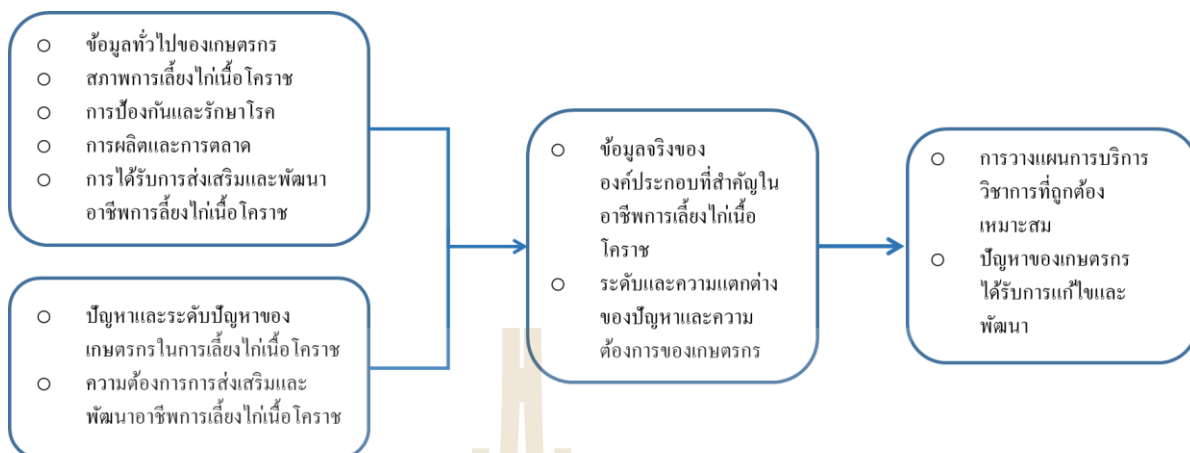 ข้อมูลทั่วไปของเกษตรกร
สภาพการเลี้ยงไก่เนื้อโคราช
การป้องกันและรักษาโรค
การผลิตและการตลาด
การได้รับการส่งเสริมและพัฒนา
อาชีพการลี้ยงไก่เนื้อโคราช
ปัญหาและระดับปัญหาของ
เกษตรกรในการเลี้ยงไก่เนื้อโคราช
ความต้องการการส่งเสริมและ
พัฒนาอาชีพการเลี้ยงไก่เนื้อโคราช
ข้อมูลจริงของ
องค์ประกอบที่สำคัญใน
อาชีพการเลี้ยงไก่เนื้อ
โคราช
ระดับและความแตกต่าง
ของปัญหาและความ
ต้องการของเกษตรกร
การวางแผนการบริการ
วิชาการที่ถูกต้อง
เหมาะสม
ปัญหาของเกษตรกร
ได้รับการแก้ไขและ
พัฒนา